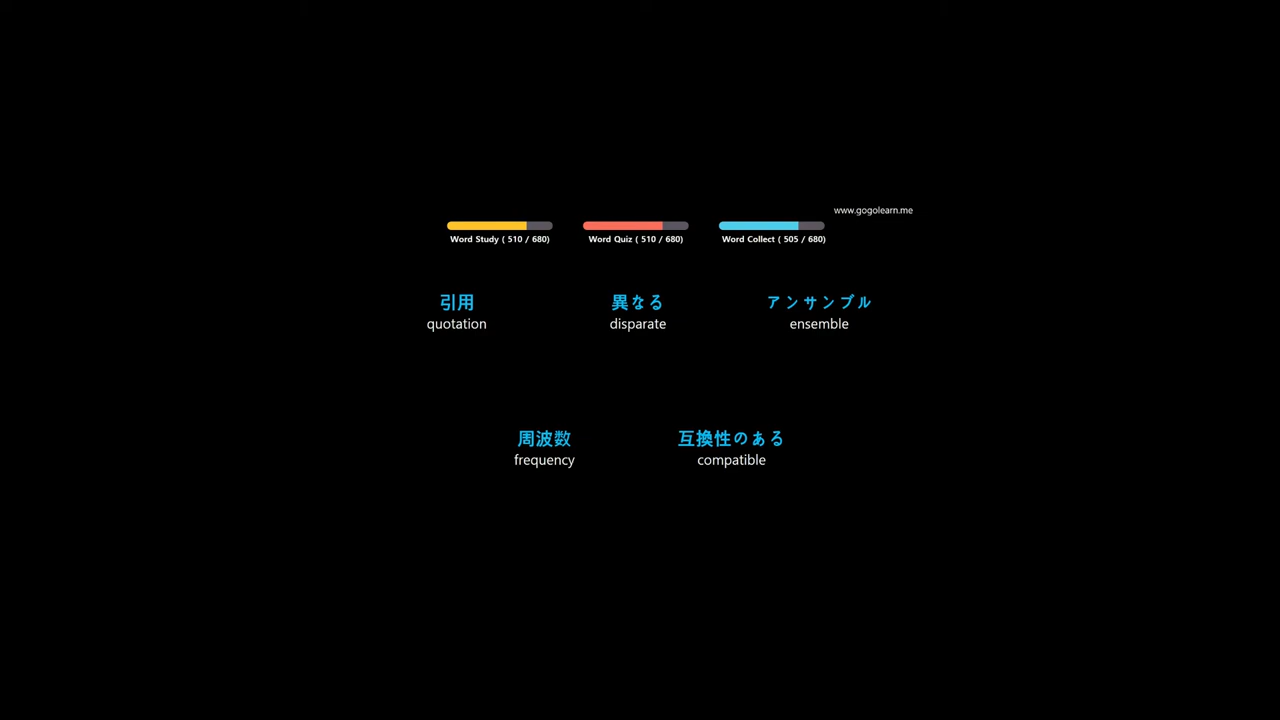 www.gogolearn.me
Word Study ( 510 / 680)
Word Quiz ( 510 / 680)
Word Collect ( 505 / 680)
引用
quotation
異なる
disparate
アンサンブル
ensemble
周波数
frequency
互換性のある
compatible